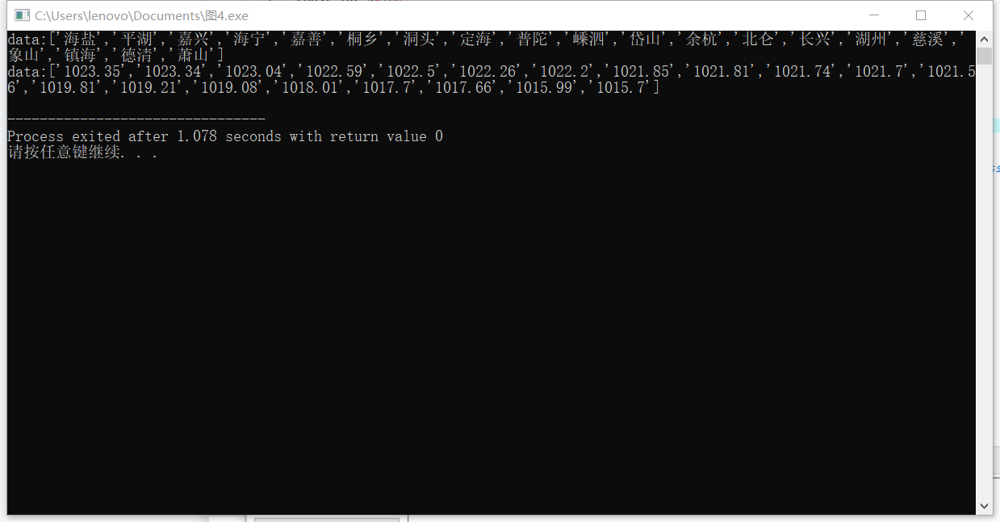 C:\Users\lenovo\Documents\图4.exe
data:['海盐','平湖','嘉兴','海宁','嘉善','桐乡','洞头','定海','普陀','嵊泗','岱山','余杭','北仑','长兴','湖州','慈溪','
象山','镇海','德清','萧山']
data:['1023.35','1023.34','1023.04','1022.59','1022.5','1022.26','1022.2','1021.85','1021.81','1021.74','1021.7','1021.5
6','1019.81','1019.21','1019.08','1018.01','1017.7','1017.66','1015.99','1015.7']
--------------------------------
Process exited after 1.078 seconds with return value 0
请按任意键继续. . .